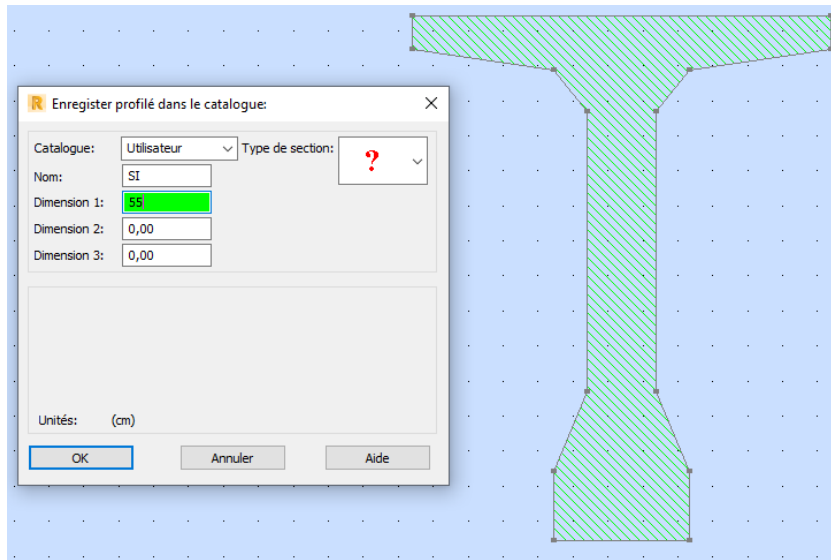 R Enregister profilé dans le catalogue:
Catalogue: Utilisateur Type de section: ?
Nom: SI
Dimension 1: 55
Dimension 2: 0,00
Dimension 3: 0,00
Unités: (cm)
OK Annuler Aide